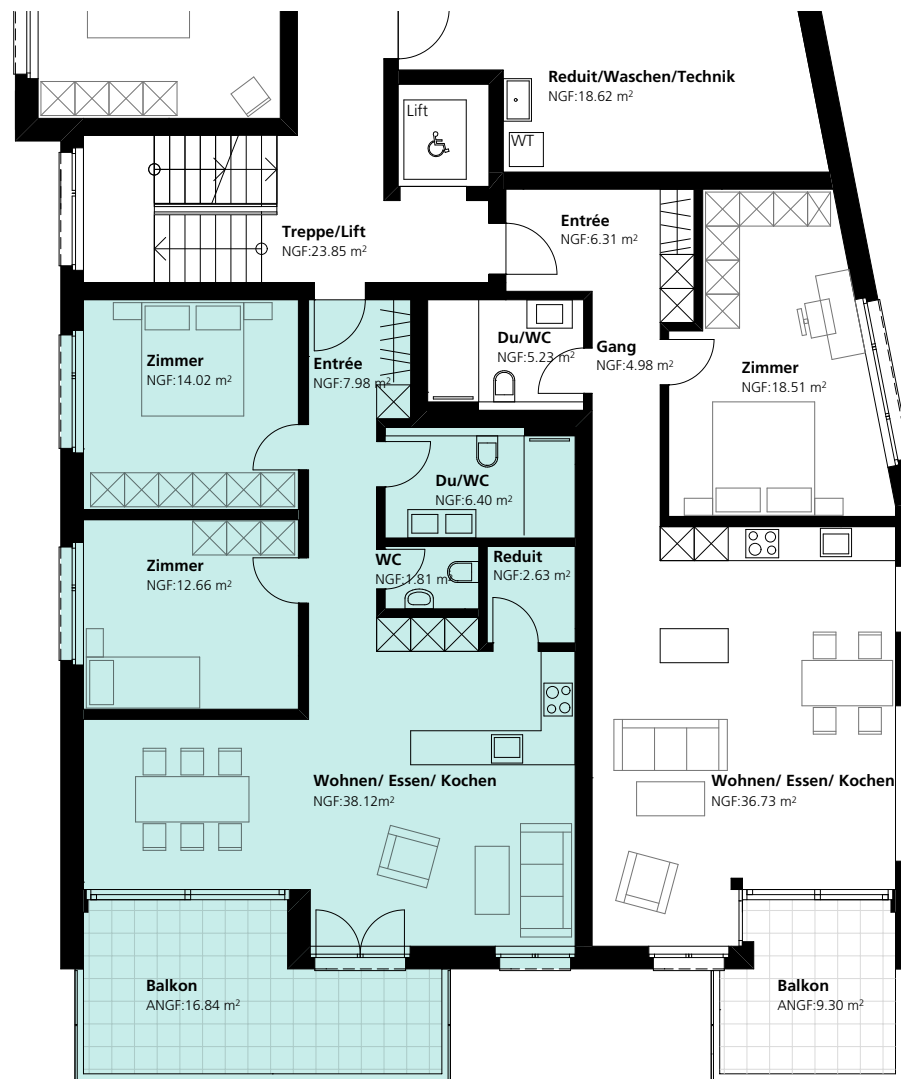 Reduit/Waschen/Technik
NGF:18.62 m²
Lift
WT
Treppe/Lift
NGF:23.85 m²
Entrée
NGF:6.31 m²
Zimmer
NGF:14.02 m²
Entrée
NGF:7.98 m²
Du/WC
NGF:5.23 m²
Gang
NGF:4.98 m²
Zimmer
NGF:18.51 m²
Du/WC
NGF:6.40 m²
Zimmer
NGF:12.66 m²
WC
NGF:1.81 m²
Reduit
NGF:2.63 m²
Wohnen/ Essen/ Kochen
NGF:38.12m²
Wohnen/ Essen/ Kochen
NGF:36.73 m²
Balkon
ANGF:16.84 m²
Balkon
ANGF:9.30 m²